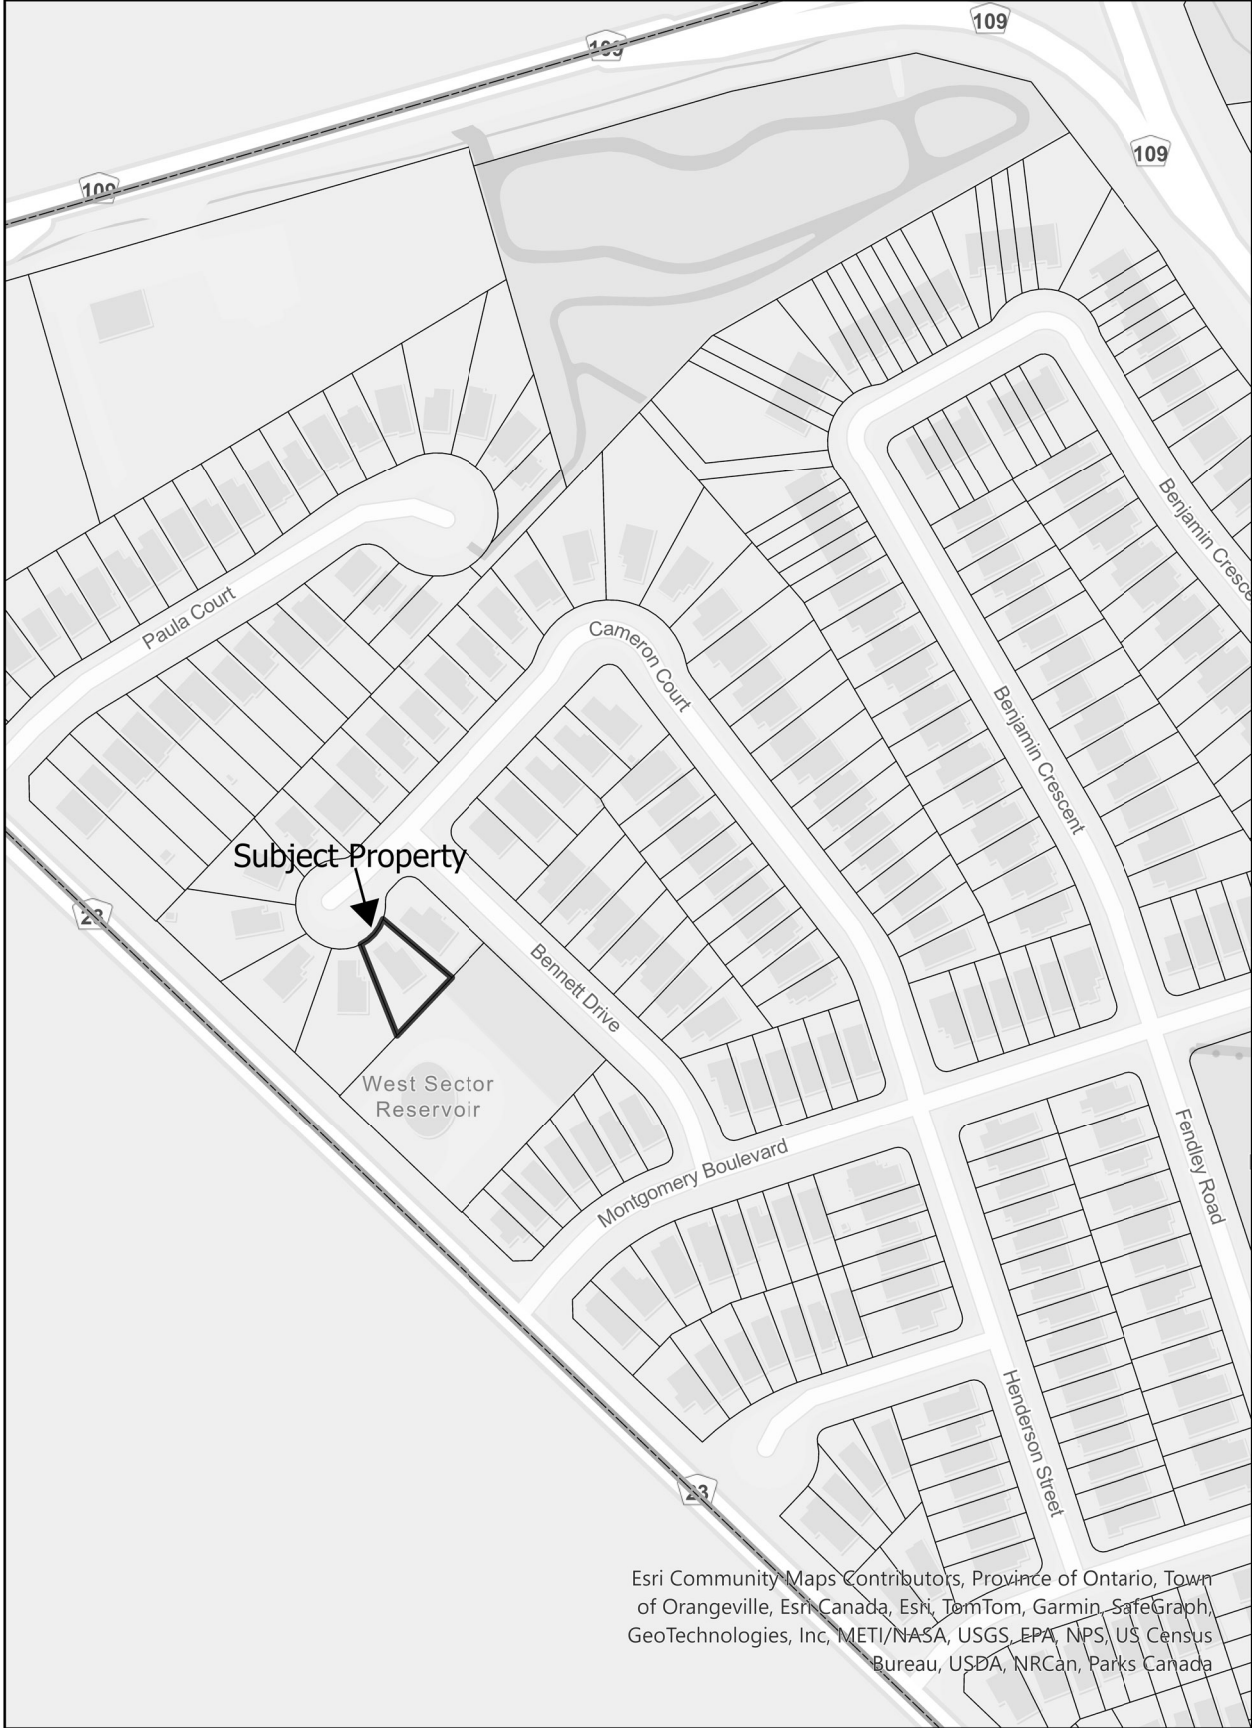 109
109
109
109
Benjamin Cresce
Paula Court
Cameron Court
Benjamin Crescent
Subject Property
23
Bennett Drive
West Sector
Reservoir
Montgomery Boulevard
Fendley Road
Henderson Street
23
Esri Community Maps Contributors, Province of Ontario, Town
of Orangeville, Esri Canada, Esri, TomTom, Garmin, SafeGraph,
GeoTechnologies, Inc, METI/NASA, USGS, EPA, NPS, US Census
Bureau, USDA, NRCan, Parks Canada